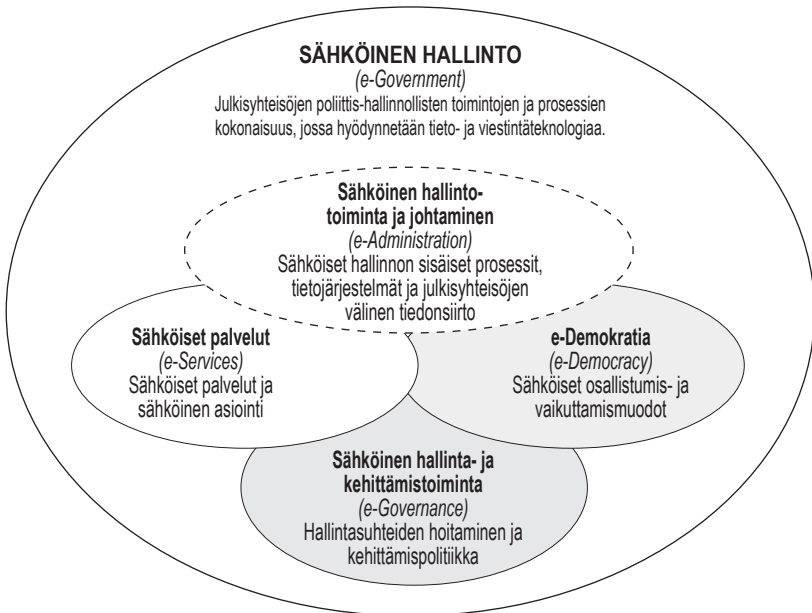 SÄHKÖINEN HALLINTO
(e-Government)
Julkisyhteisöjen poliittis-hallinnollisten toimintojen ja prosessien
kokonaisuus, jossa hyödynnetään tieto- ja viestintäteknologiaa.
Sähköinen hallinto-
toiminta ja johtaminen
(e-Administration)
Sähköiset hallinnon sisäiset prosessit,
tietojärjestelmät ja julkisyhteisöjen
välinen tiedonsiirto
Sähköiset palvelut
(e-Services)
Sähköiset palvelut ja
sähköinen asiointi
e-Demokratia
(e-Democracy)
Sähköiset osallistumis- ja
vaikuttamismuodot
Sähköinen hallinta- ja
kehittämistoiminta
(e-Governance)
Hallintasuhteiden hoitaminen ja
kehittämispolitiikka